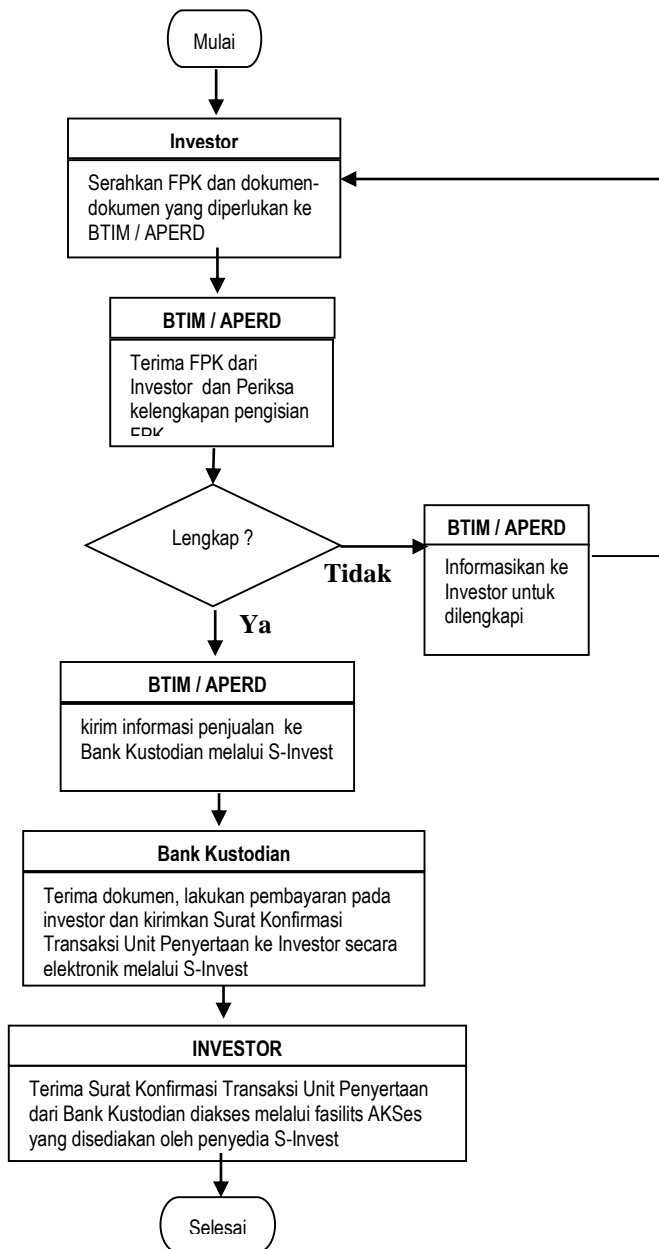 Mulai
Investor
Serahkan FPK dan dokumen-
dokumen yang diperlukan ke
BTIM / APERD
BTIM / APERD
Terima FPK dari
Investor dan Periksa
kelengkapan pengisian
FPK
Lengkap ?
Tidak
BTIM / APERD
Informasikan ke
Investor untuk
dilengkapi
Ya
BTIM / APERD
kirim informasi penjualan ke
Bank Kustodian melalui S-Invest
Bank Kustodian
Terima dokumen, lakukan pembayaran pada
investor dan kirimkan Surat Konfirmasi
Transaksi Unit Penyertaan ke Investor secara
elektronik melalui S-Invest
INVESTOR
Terima Surat Konfirmasi Transaksi Unit Penyertaan
dari Bank Kustodian diakses melalui fasilits AKSes
yang disediakan oleh penyedia S-Invest
Selesai